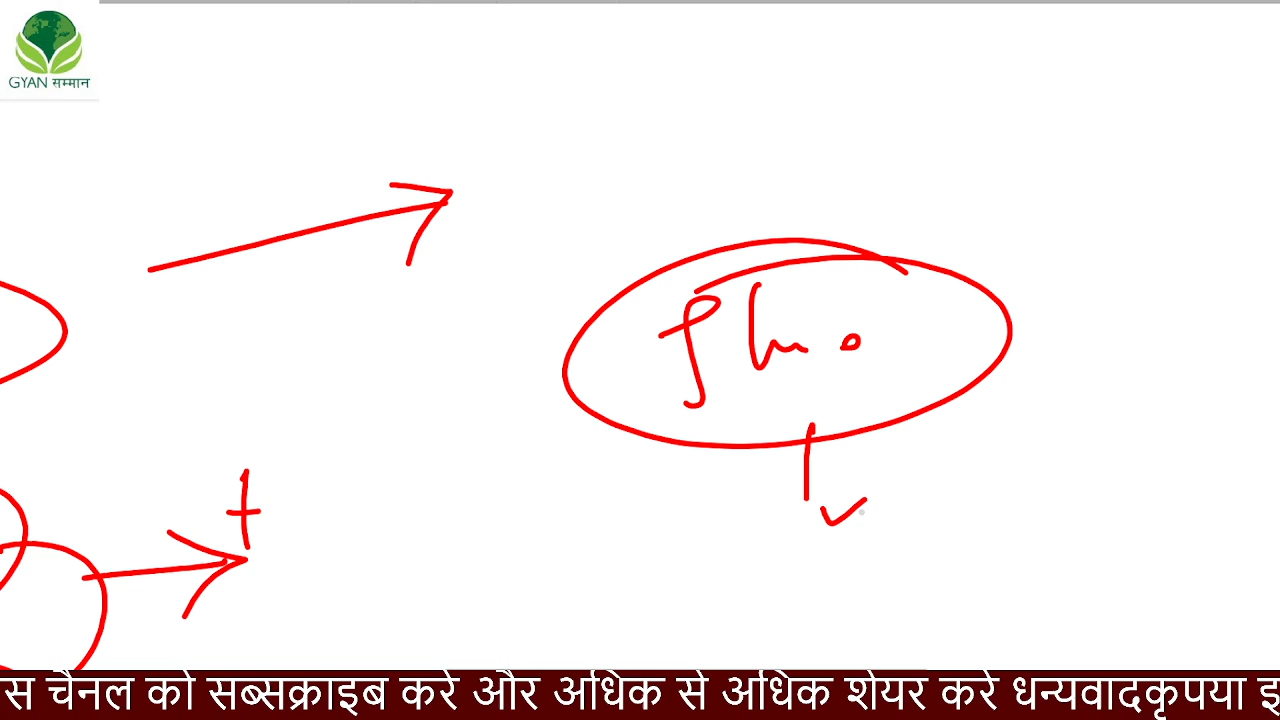 GYAN सम्मान
t
स चैनल को सब्सक्राइब करे और अधिक से अधिक शेयर करे धन्यवादकृपया इ